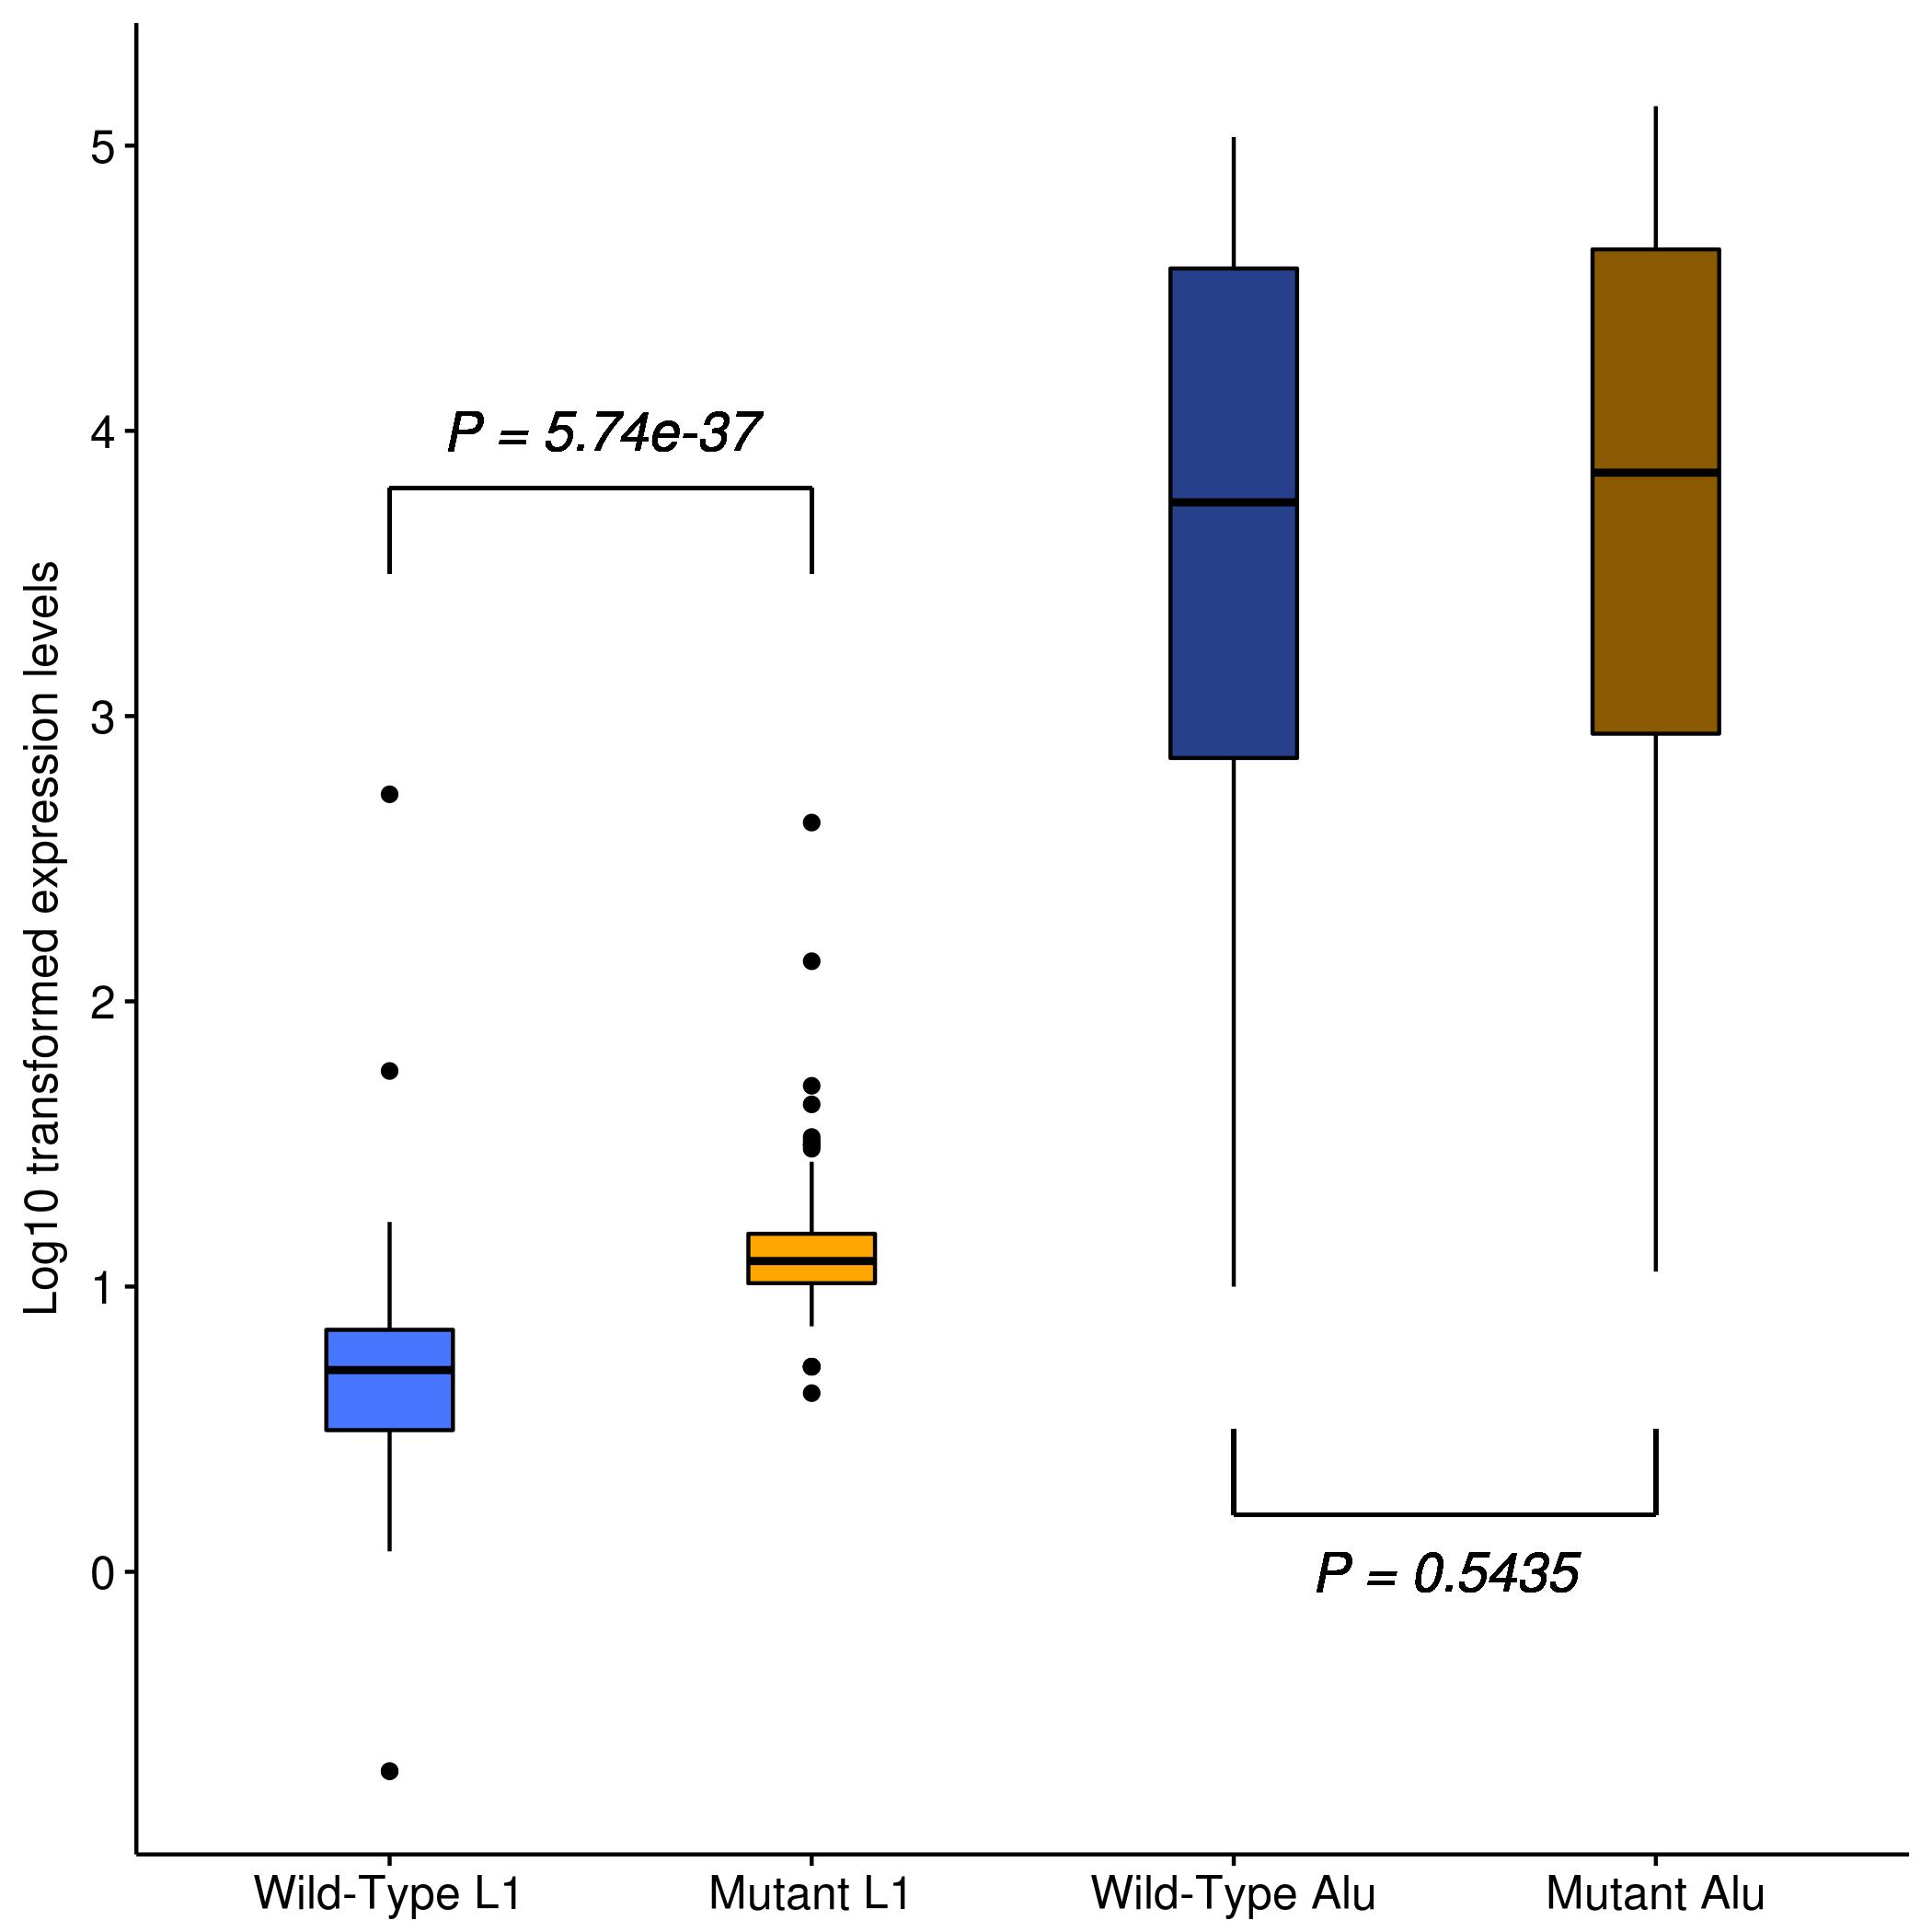 Log10 transformed expression levels
5
4
3
2
1
0
P = 5.74e-37
P = 0.5435
Wild-Type L1
Mutant L1
Wild-Type Alu
Mutant Alu